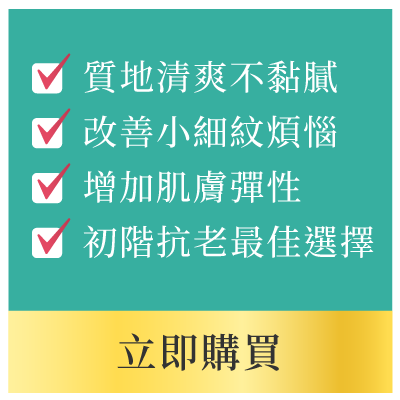 質地清爽不黏膩
改善小細紋煩惱
增加肌膚彈性
初階抗老最佳選擇
立即購買